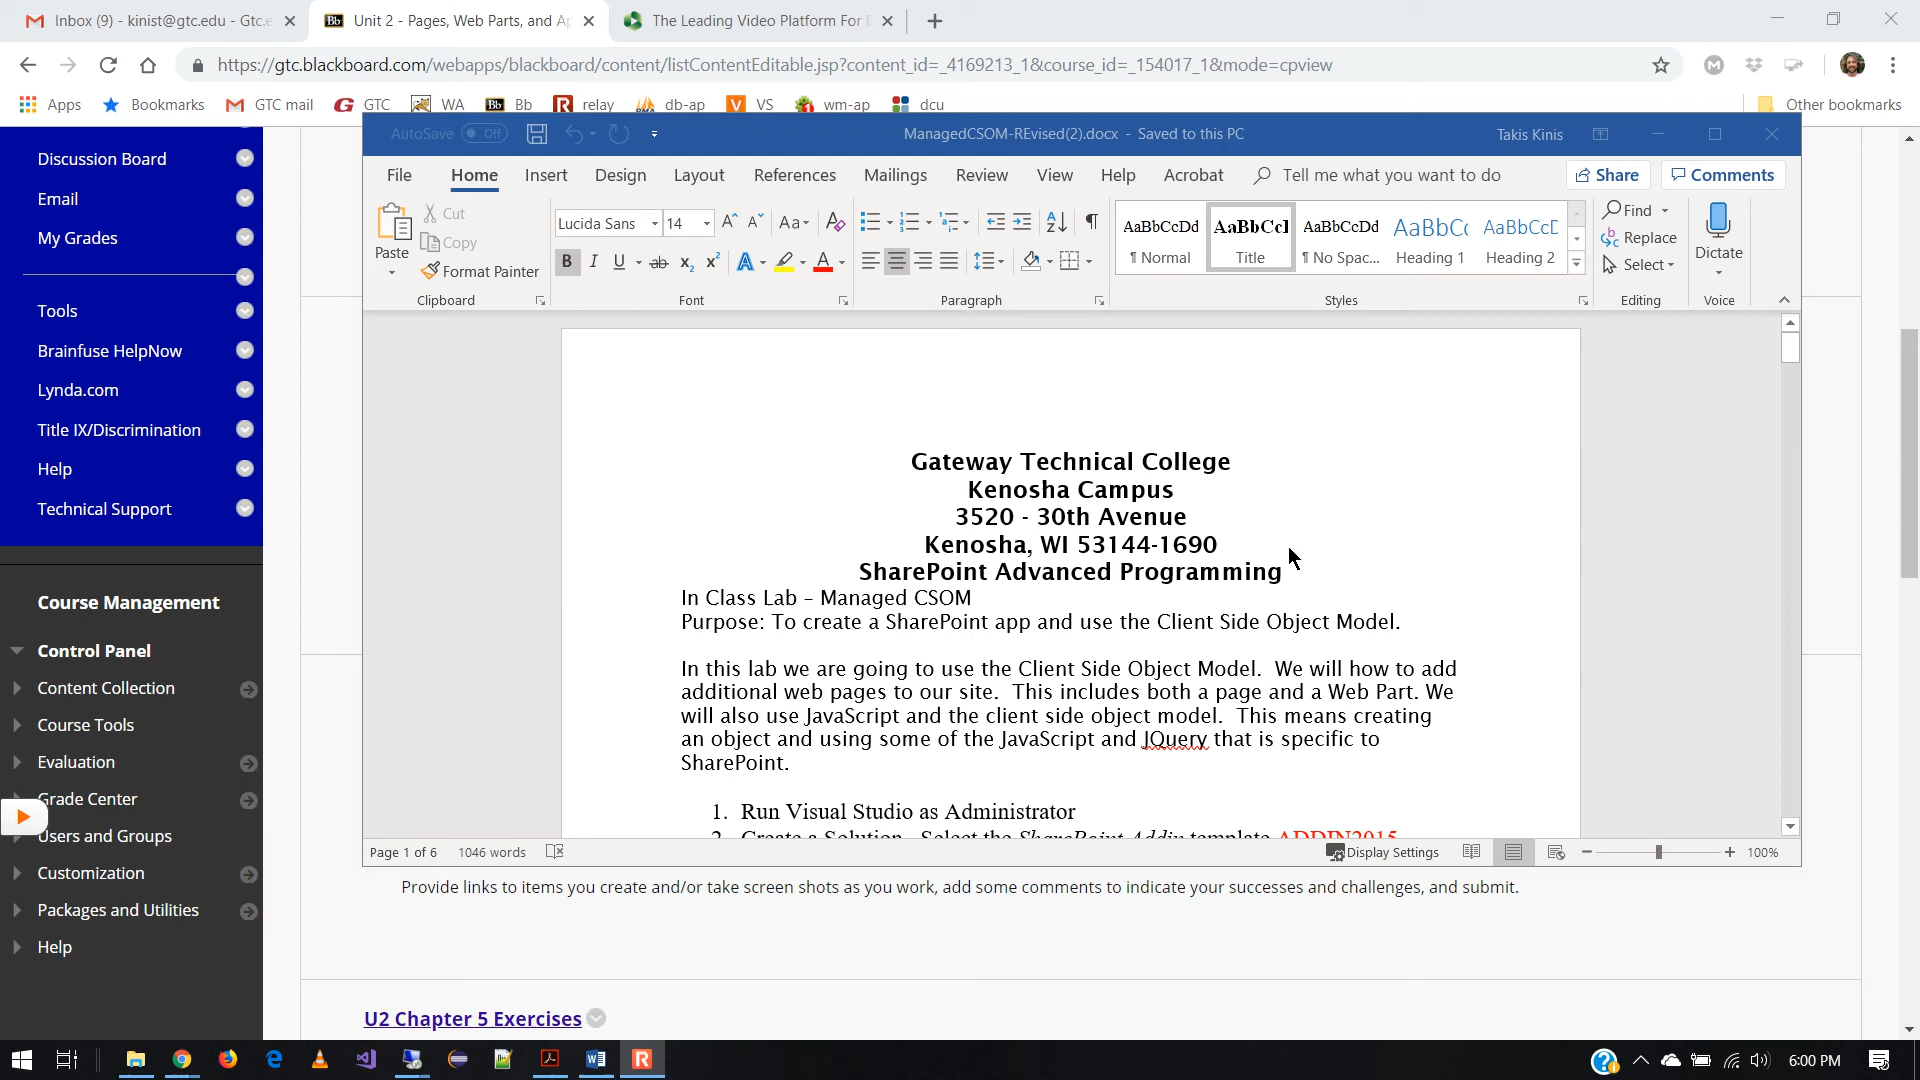 Inbox (9) - kinist@gtc.edu - Gtc.e
Unit 2 - Pages, Web Parts, and Ap
The Leading Video Platform For E
https://gtc.blackboard.com/webapps/blackboard/content/listContentEditable.jsp?content_id=_4169213_1&course_id=_154017_1&mode=cpview
Apps
Bookmarks
GTC mail
GTC
WA
Bb
relay
db-ap
VS
wm-ap
dcu
Other bookmarks
AutoSave Off
ManagedCSOM-REvised(2).docx - Saved to this PC
Takis Kinis
File
Home
Insert
Design
Layout
References
Mailings
Review
View
Help
Acrobat
Tell me what you want to do
Share
Comments
Paste
Cut
Copy
Format Painter
Clipboard
Lucida Sans
14
Font
Paragraph
AaBbCcDd
¶ Normal
AaBbCc]
Title
AaBbCcDd
¶ No Spac...
AaBbCc
Heading 1
AaBbCcE
Heading 2
Styles
Find
Replace
Select
Editing
Dictate
Voice
Discussion Board
Email
My Grades
Tools
Brainfuse HelpNow
Lynda.com
Title IX/Discrimination
Help
Technical Support
Course Management
Control Panel
Content Collection
Course Tools
Evaluation
Grade Center
Users and Groups
Customization
Packages and Utilities
Help
Gateway Technical College
Kenosha Campus
3520 - 30th Avenue
Kenosha, WI 53144-1690
SharePoint Advanced Programming
In Class Lab – Managed CSOM
Purpose: To create a SharePoint app and use the Client Side Object Model.
In this lab we are going to use the Client Side Object Model. We will how to add
additional web pages to our site. This includes both a page and a Web Part. We
will also use JavaScript and the client side object model. This means creating
an object and using some of the JavaScript and JQuery that is specific to
SharePoint.
1. Run Visual Studio as Administrator
2. Create a Solution - Select the SharePoint Addin template ADDIN2015
Page 1 of 6
1046 words
Display Settings
100%
Provide links to items you create and/or take screen shots as you work, add some comments to indicate your successes and challenges, and submit.
U2 Chapter 5 Exercises
6:00 PM